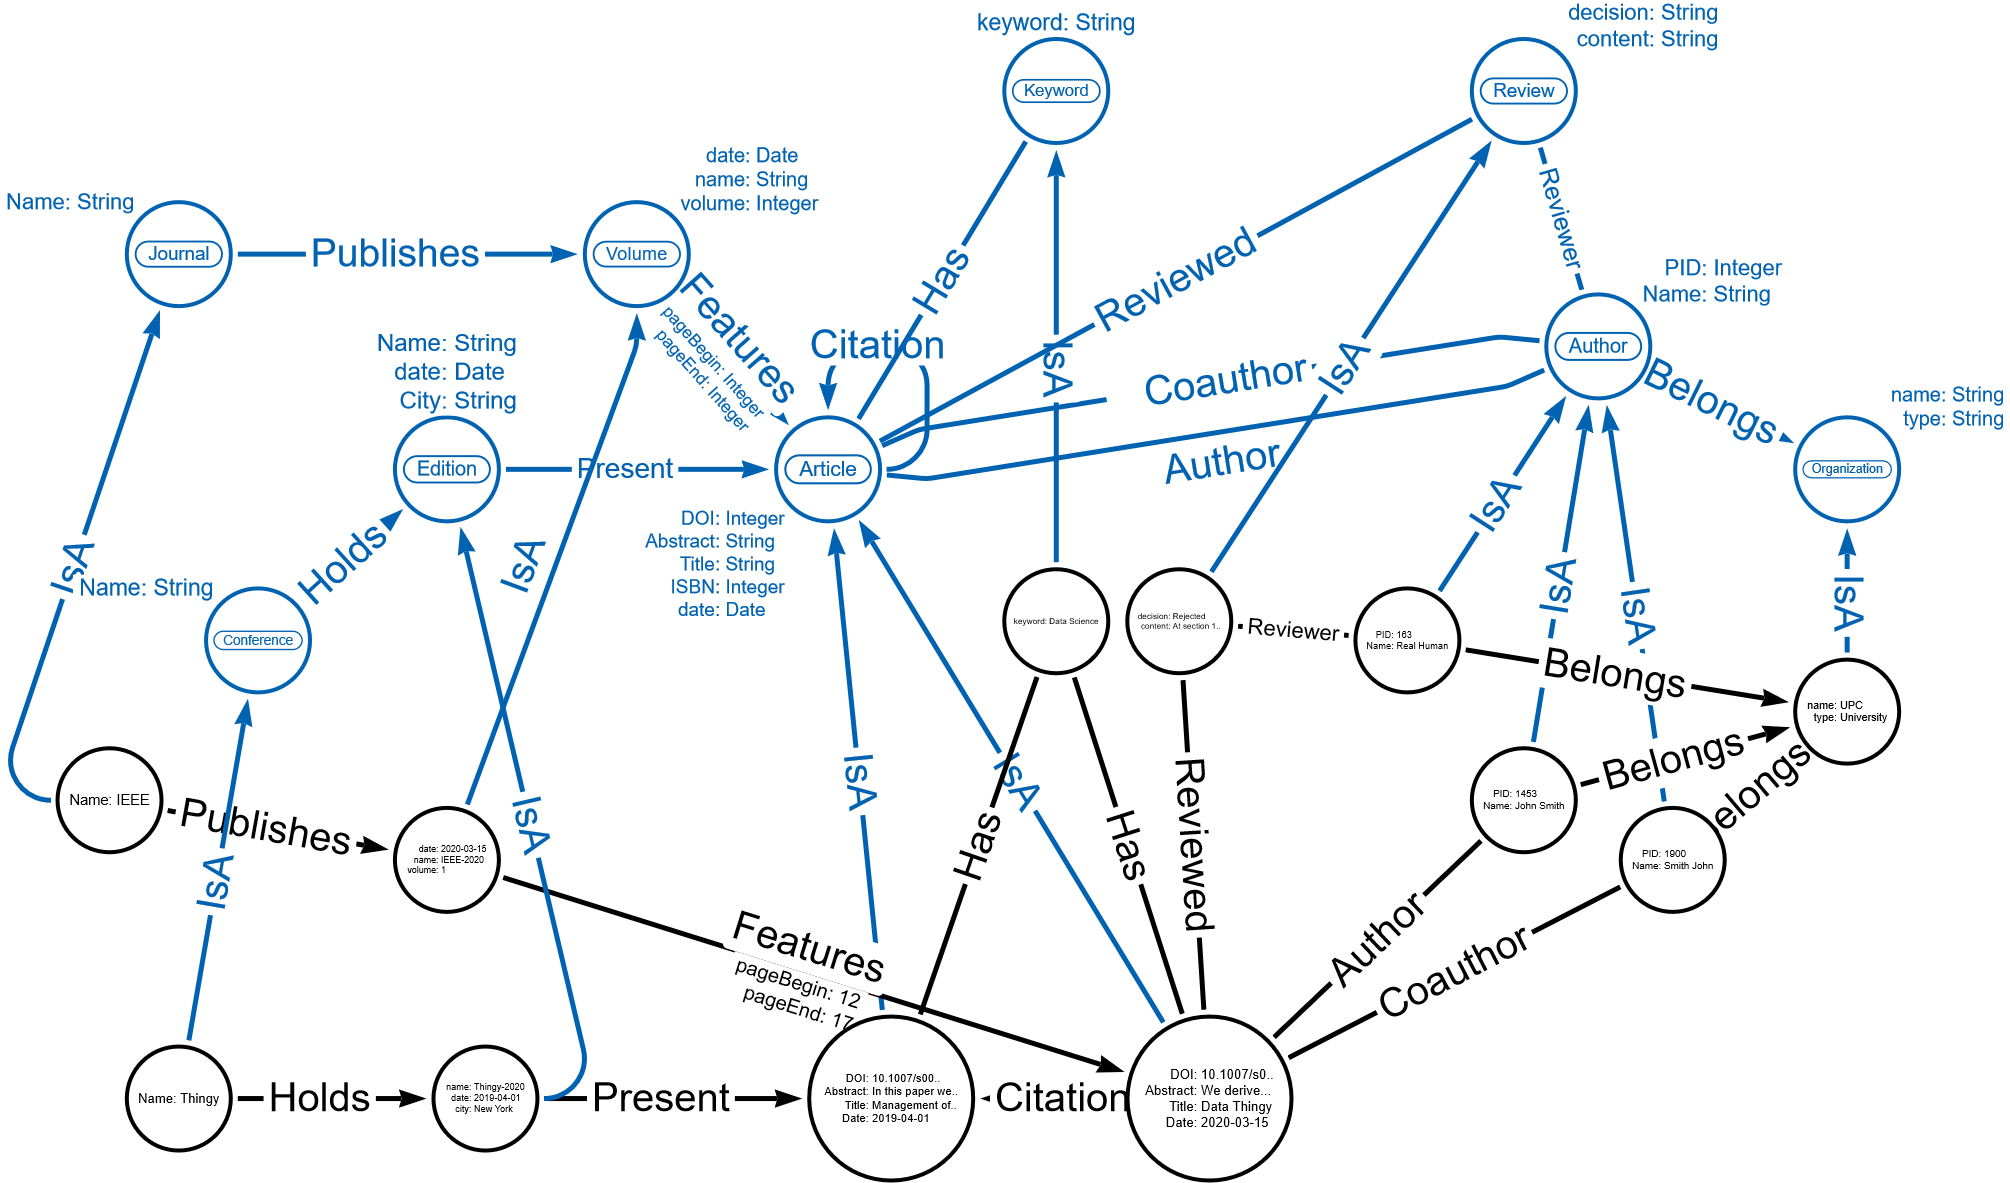 decision: String
content: String
keyword: String
Keyword
Review
date: Date
name: String
volume: Integer
Name: String
Journal
Publishes
Volume
Features
pageBegin: Integer
pageEnd: Integer
Has
Reviewed
Reviewer
PID: Integer
Name: String
Author
Name: String
date: Date
City: String
Citation
Coauthor
IsA
IsA
Belongs
name: String
type: String
Edition
Present
Article
Author
Organization
DOI: Integer
Abstract: String
Title: String
ISBN: Integer
date: Date
Holds
IsA
IsA
Name: String
Conference
IsA
IsA
IsA
IsA
keyword: Data Science
decision: Rejected
content: At section 1..
Reviewer
PID: 163
Name: Real Human
Belongs
name: UPC
type: University
Name: IEEE
Publishes
date: 2020-03-15
name: IEEE-2020
volume: 1
IsA
IsA
IsA
IsA
Has
Has
Reviewed
PID: 1453
Name: John Smith
Belongs
elongs
PID: 1900
Name: Smith John
Features
pageBegin: 12
pageEnd: 17
Author
Coauthor
Name: Thingy
Holds
name: Thingy-2020
date: 2019-04-01
city: New York
Present
DOI: 10.1007/s00..
Abstract: In this paper we..
Title: Management of..
Date: 2019-04-01
Citation
DOI: 10.1007/s0..
Abstract: We derive...
Title: Data Thingy
Date: 2020-03-15